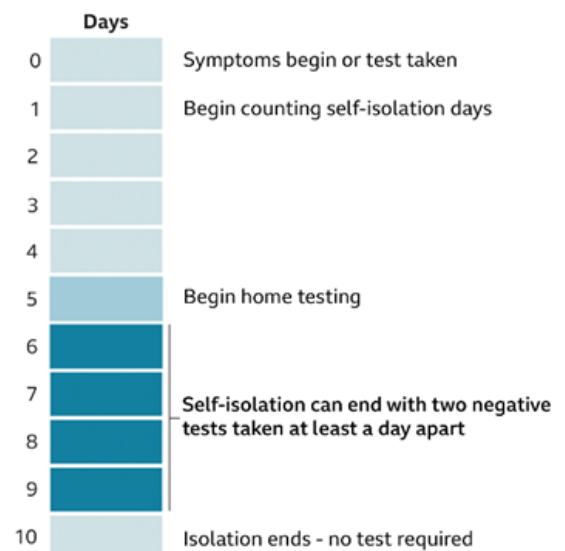 Days
0 Symptoms begin or test taken
1 Begin counting self-isolation days
2
3
4
5 Begin home testing
6
7
Self-isolation can end with two negative
tests taken at least a day apart
8
9
10 Isolation ends - no test required